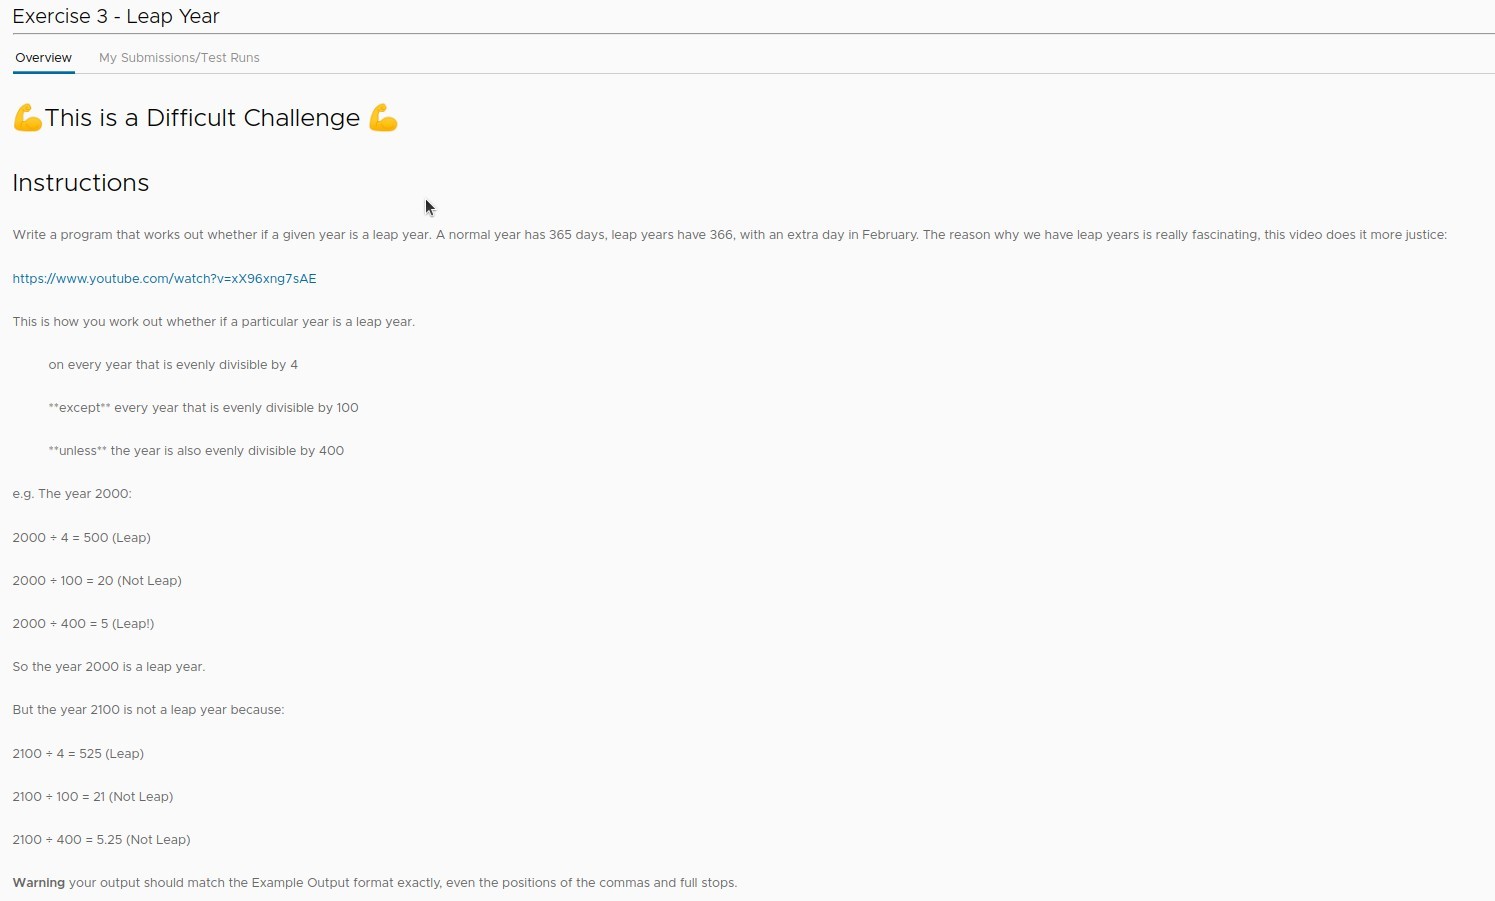 Exercise 3 - Leap Year
Overview My Submissions/Test Runs
💪This is a Difficult Challenge 💪
Instructions
Write a program that works out whether if a given year is a leap year. A normal year has 365 days, leap years have 366, with an extra day in February. The reason why we have leap years is really fascinating, this video does it more justice:
https://www.youtube.com/watch?v=xX96xng7sAE
This is how you work out whether if a particular year is a leap year.
on every year that is evenly divisible by 4
**except** every year that is evenly divisible by 100
**unless** the year is also evenly divisible by 400
e.g. The year 2000:
2000 ÷ 4 = 500 (Leap)
2000 ÷ 100 = 20 (Not Leap)
2000 ÷ 400 = 5 (Leap!)
So the year 2000 is a leap year.
But the year 2100 is not a leap year because:
2100 ÷ 4 = 525 (Leap)
2100 ÷ 100 = 21 (Not Leap)
2100 ÷ 400 = 5.25 (Not Leap)
Warning your output should match the Example Output format exactly, even the positions of the commas and full stops.